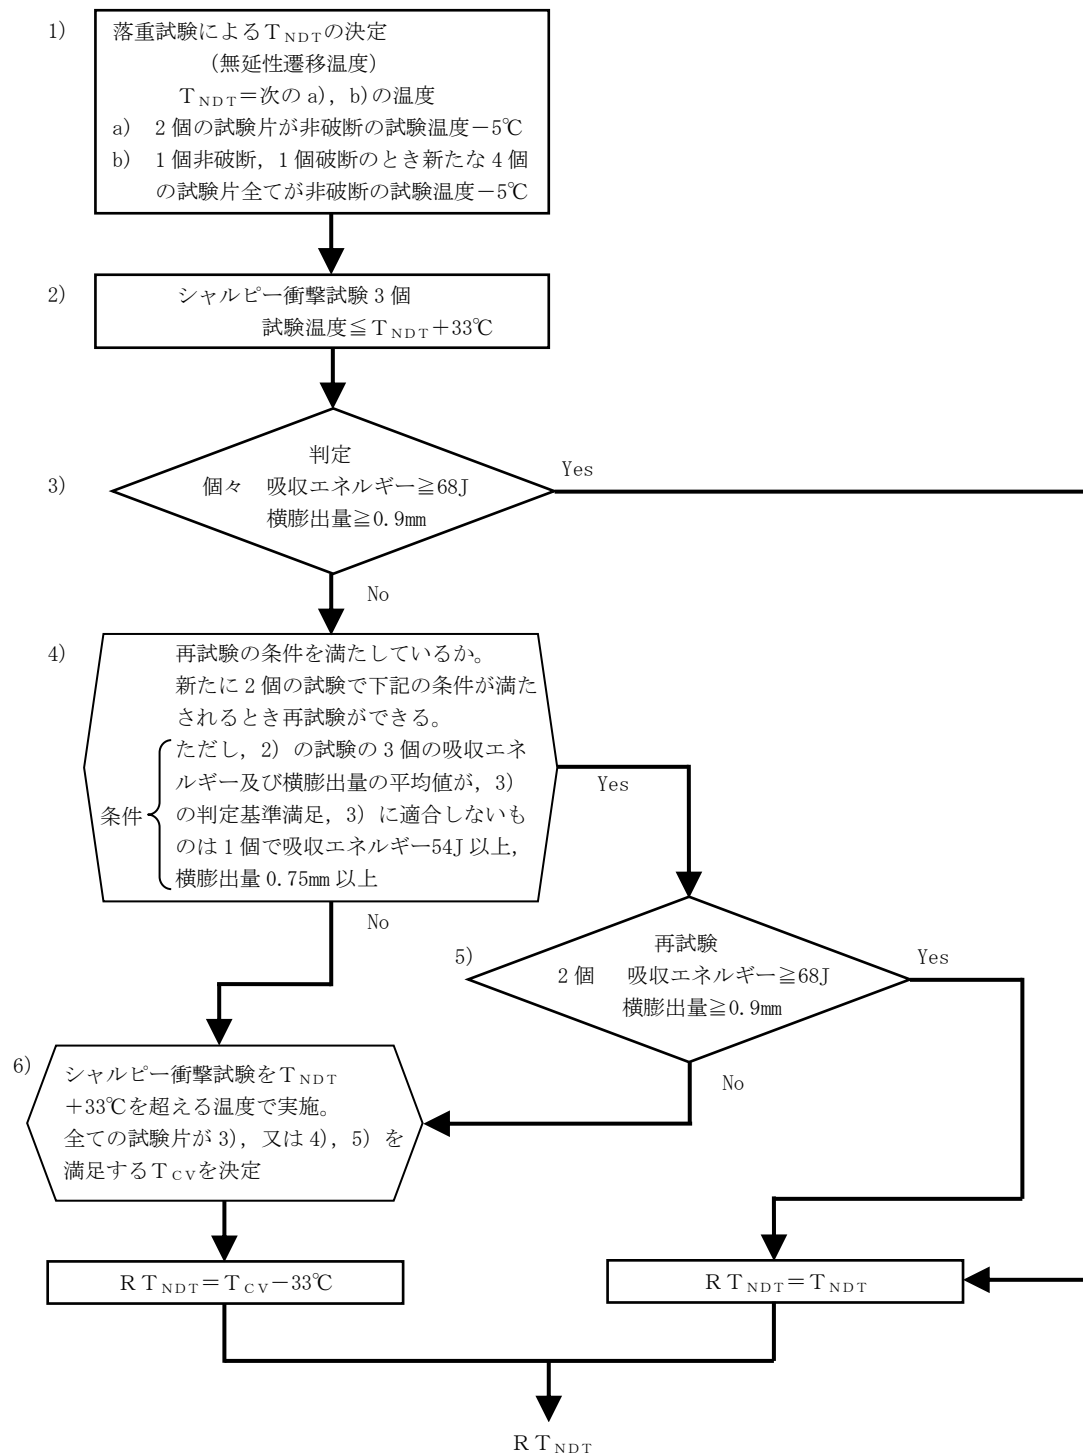 1)
落重試験によるTNDTの決定
(無延性遷移温度)
TNDT＝次の a), b)の温度
a) 2 個の試験片が非破断の試験温度－5℃
b) 1 個非破断, 1 個破断のとき新たな 4 個
の試験片全てが非破断の試験温度－5℃
2)
シャルピー衝撃試験 3 個
試験温度≦TNDT＋33℃
3)
判定
個々 吸収エネルギー≧68J
横膨出量≧0.9mm
Yes
No
4)
再試験の条件を満たしているか。
新たに 2 個の試験で下記の条件が満た
されるとき再試験ができる。
条件
ただし, 2) の試験の 3 個の吸収エネ
ルギー及び横膨出量の平均値が, 3)
の判定基準満足, 3) に適合しないも
のは 1 個で吸収エネルギー54J 以上,
横膨出量 0.75mm 以上
Yes
No
5)
再試験
2 個 吸収エネルギー≧68J
横膨出量≧0.9mm
Yes
No
6)
シャルピー衝撃試験をTNDT
＋33℃を超える温度で実施。
全ての試験片が 3), 又は 4), 5) を
満足するTCVを決定
RTNDT＝TCV－33℃
RTNDT＝TNDT
RTNDT